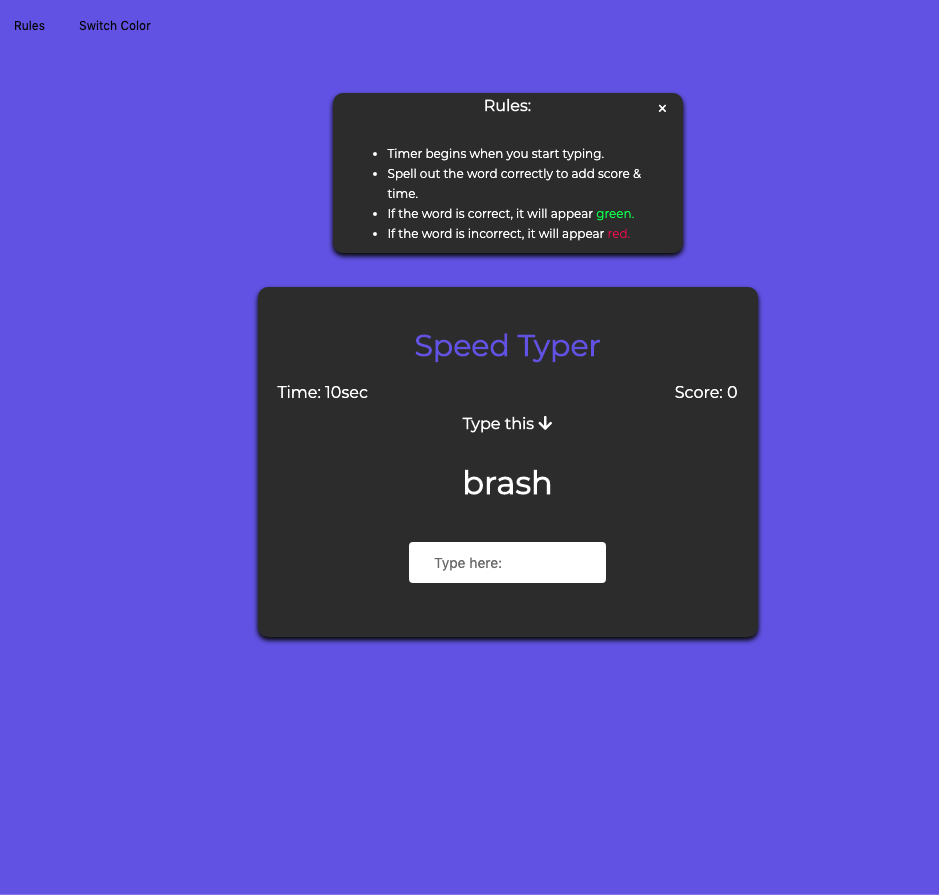 Rules Switch Color
Rules: ×
• Timer begins when you start typing.
• Spell out the word correctly to add score &
time.
• If the word is correct, it will appear green.
• If the word is incorrect, it will appear red.
Speed Typer
Time: 10sec Score: 0
Type this ↓
brash
Type here: